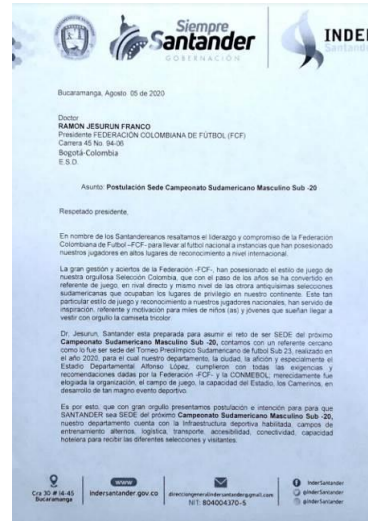 Siempre
Santander
GOBERNACIÓN
INDER
Santander
Bucaramanga, Agosto 05 de 2020
Doctor
RAMON JESURUN FRANCO
Presidente FEDERACIÓN COLOMBIANA DE FÚTBOL (FCF)
Carrera 45 No. 94-06
Bogotá-Colombia
E.S.D.
Asunto: Postulación Sede Campeonato Sudamericano Masculino Sub -20
Respetado presidente,
En nombre de los Santandereanos resaltamos el liderazgo y compromiso de la Federación
Colombiana de Futbol –FCF- para llevar al futbol nacional a instancias que han posesionado
nuestros jugadores en altos lugares de reconocimiento a nivel internacional.
La gran gestión y aciertos de la Federación -FCF-, han posesionado el estilo de juego de
nuestra orgullosa Selección Colombia, que con el paso de los años se ha convertido en
referente de juego, en rival directo y mismo nivel de las otrora antiquísimas selecciones
sudamericanas que ocupaban los lugares de privilegio en nuestro continente. Este tan
particular estilo de juego y reconocimiento a nuestros jugadores nacionales, han servido de
inspiración, referente y motivación para miles de niños (as) y jóvenes que sueñan llegar a
vestir con orgullo la camiseta tricolor.
Dr. Jesurun, Santander esta preparada para asumir el reto de ser SEDE del próximo
Campeonato Sudamericano Masculino Sub -20, contamos con un referente cercano
como lo fue ser sede del Torneo Preolímpico Sudamericano de futbol Sub 23, realizado en
el año 2020, para el cual nuestro departamento, la ciudad, la afición y especialmente el
Estadio Departamental Alfonso López, cumplieron con todas las exigencias y
recomendaciones dadas por la Federación -FCF- y la CONMEBOL, merecidamente fue
elogiada la organización, el campo de juego, la capacidad del Estadio, los Camerinos, en
desarrollo de tan magno evento deportivo.
Es por esto, que con gran orgullo presentamos postulación e intención para para que
SANTANDER sea SEDE del próximo Campeonato Sudamericano Masculino Sub -20,
nuestro departamento cuenta con la Infraestructura deportiva habilitada, campos de
entrenamiento alternos, logística, transporte, accesibilidad, conectividad, capacidad
hotelera para recibir las diferentes selecciones y visitantes.
Cra 30 # 14-45
Bucaramanga
www
indersantander.gov.co
direcciongeneralindersantander@gmail.com
NIT: 804004370-5
InderSantander
@InderSantander
@InderSantander